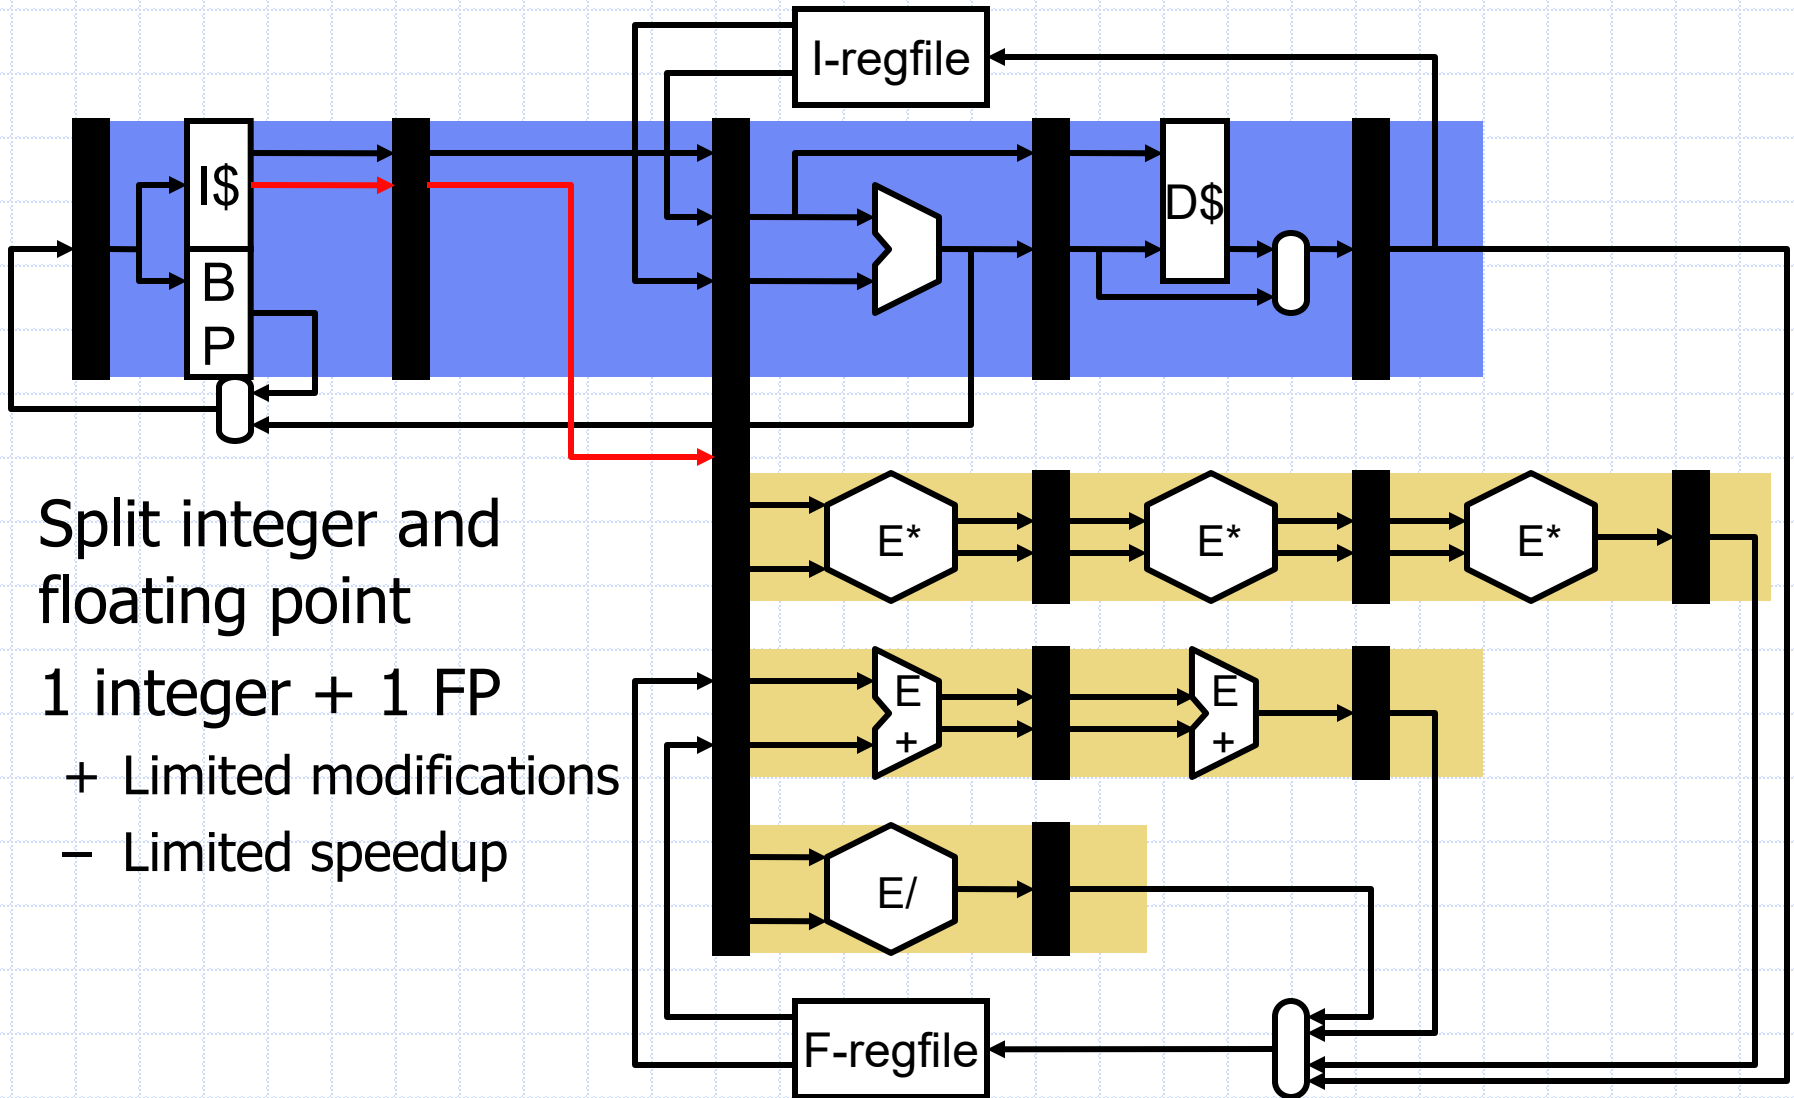 I-regfile
I$
B
P
D$
E*
E*
E*
Split integer and
floating point
1 integer + 1 FP
+ Limited modifications
– Limited speedup
E
+
E
+
E/
F-regfile